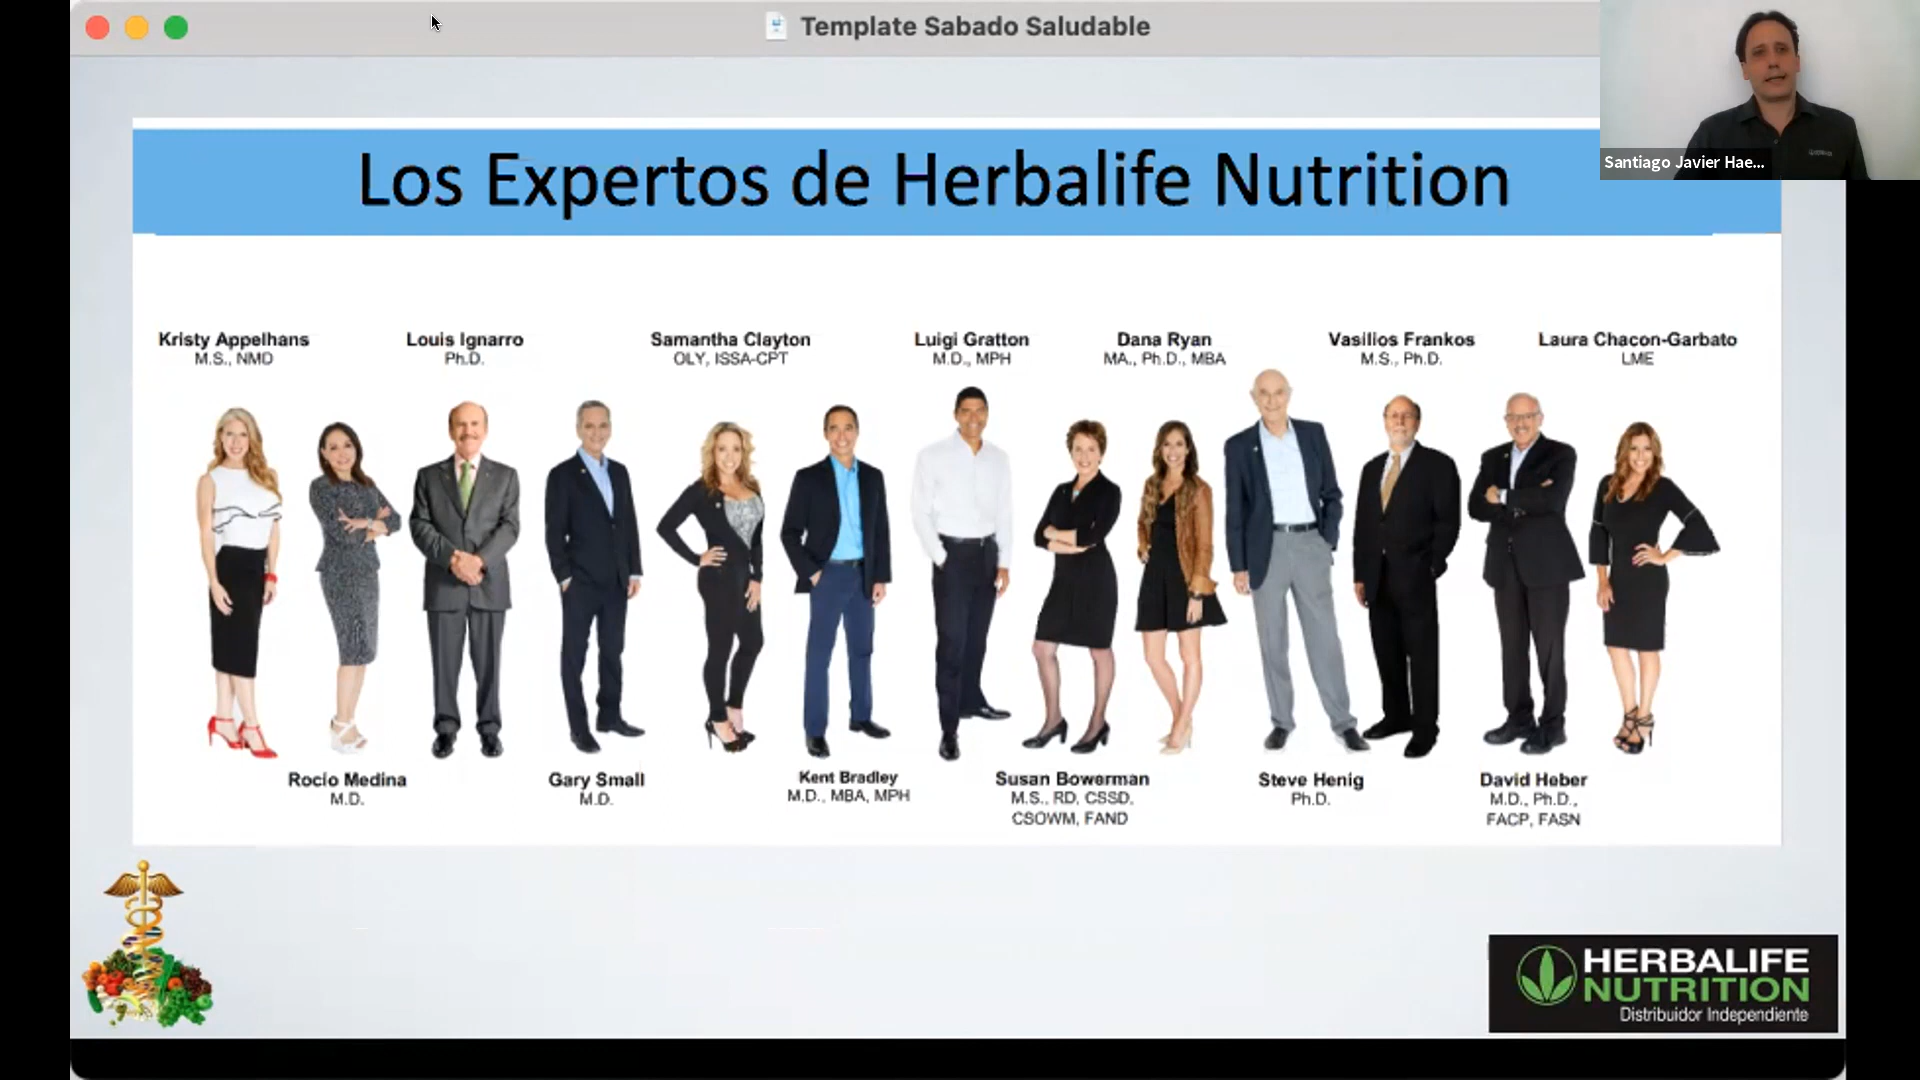 Template Sabado Saludable
Santiago Javier Hae...
Los Expertos de Herbalife Nutrition
Kristy Appelhans
M.S., NMD
Louis Ignarro
Ph.D.
Samantha Clayton
OLY, ISSA-CPT
Luigi Gratton
M.D., MPH
Dana Ryan
MA., Ph.D., MBA
Vasilios Frankos
M.S., Ph.D.
Laura Chacon-Garbato
LME
Rocio Medina
M.D.
Gary Small
M.D.
Kent Bradley
M.D., MBA, MPH
Susan Bowerman
M.S., RD, CSSD,
CSOWM, FAND
Steve Henig
Ph.D.
David Heber
M.D., Ph.D.,
FACP, FASN
HERBALIFE
NUTRITION
Distribuidor Independiente